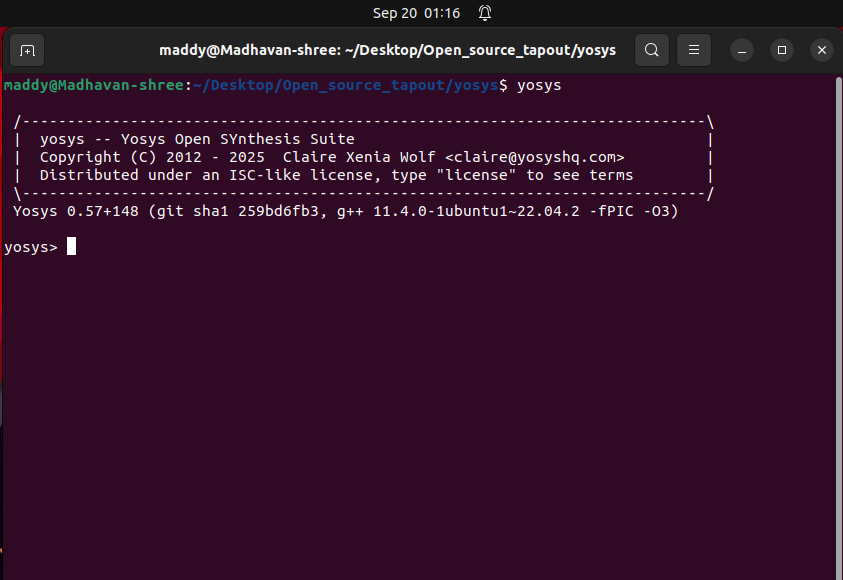 Sep 20 01:16
maddy@Madhavan-shree: ~/Desktop/Open_source_tapout/yosys
maddy@Madhavan-shree:~/Desktop/Open_source_tapout/yosys$ yosys
/----------------------------------------------------------------------------\
| yosys -- Yosys Open SYnthesis Suite |
| Copyright (C) 2012 - 2025 Claire Xenia Wolf <claire@yosyshq.com> |
| Distributed under an ISC-like license, type "license" to see terms |
\----------------------------------------------------------------------------/
Yosys 0.57+148 (git sha1 259bd6fb3, g++ 11.4.0-1ubuntu1~22.04.2 -fPIC -O3)
yosys>